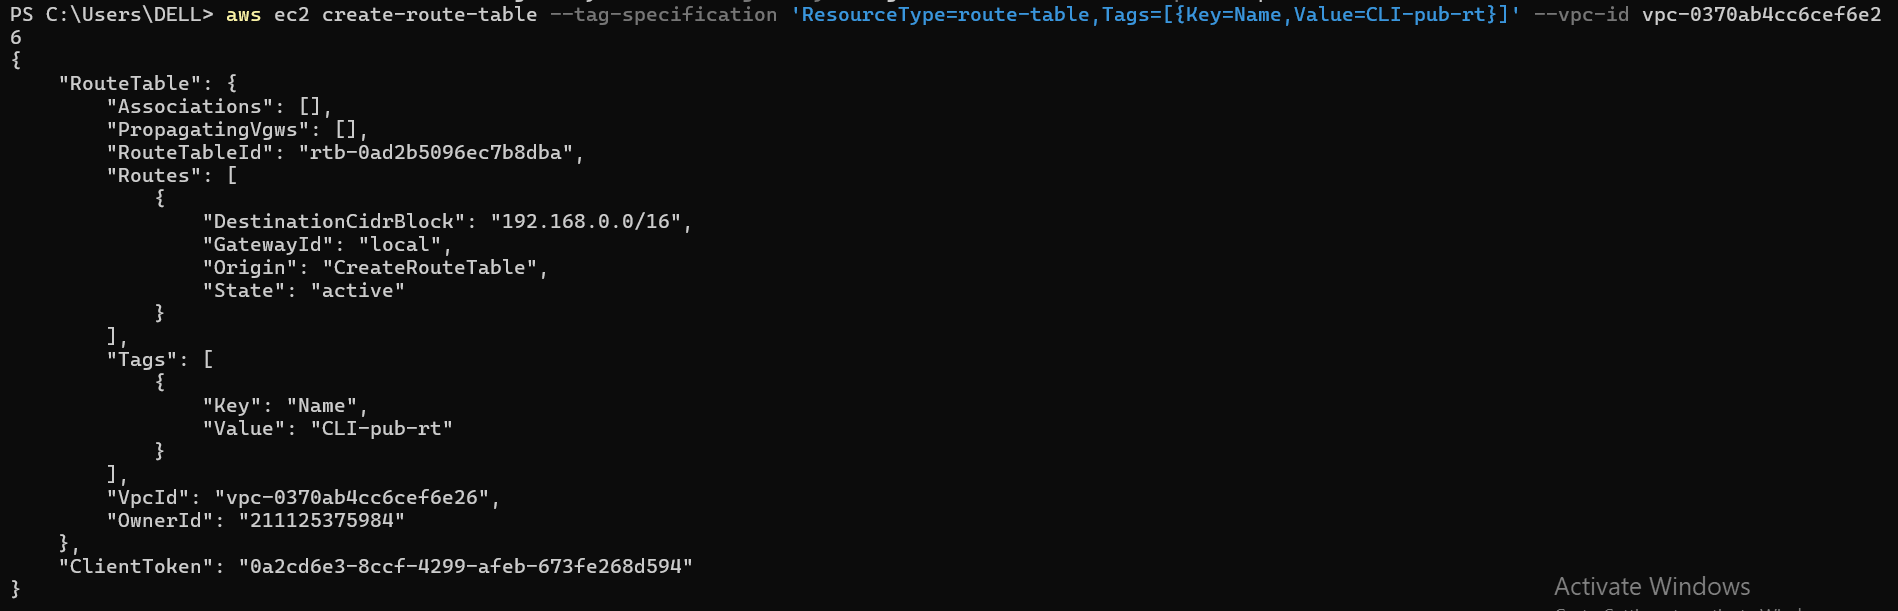 PS C:\Users\DELL> aws ec2 create-route-table --tag-specification 'ResourceType=route-table,Tags=[{Key=Name,Value=CLI-pub-rt}]' --vpc-id vpc-0370ab4cc6cef6e2
6
{
    "RouteTable": {
        "Associations": [],
        "PropagatingVgws": [],
        "RouteTableId": "rtb-0ad2b5096ec7b8dba",
        "Routes": [
            {
                "DestinationCidrBlock": "192.168.0.0/16",
                "GatewayId": "local",
                "Origin": "CreateRouteTable",
                "State": "active"
            }
        ],
        "Tags": [
            {
                "Key": "Name",
                "Value": "CLI-pub-rt"
            }
        ],
        "VpcId": "vpc-0370ab4cc6cef6e26",
        "OwnerId": "211125375984"
    },
    "ClientToken": "0a2cd6e3-8ccf-4299-afeb-673fe268d594"
}
Activate Windows